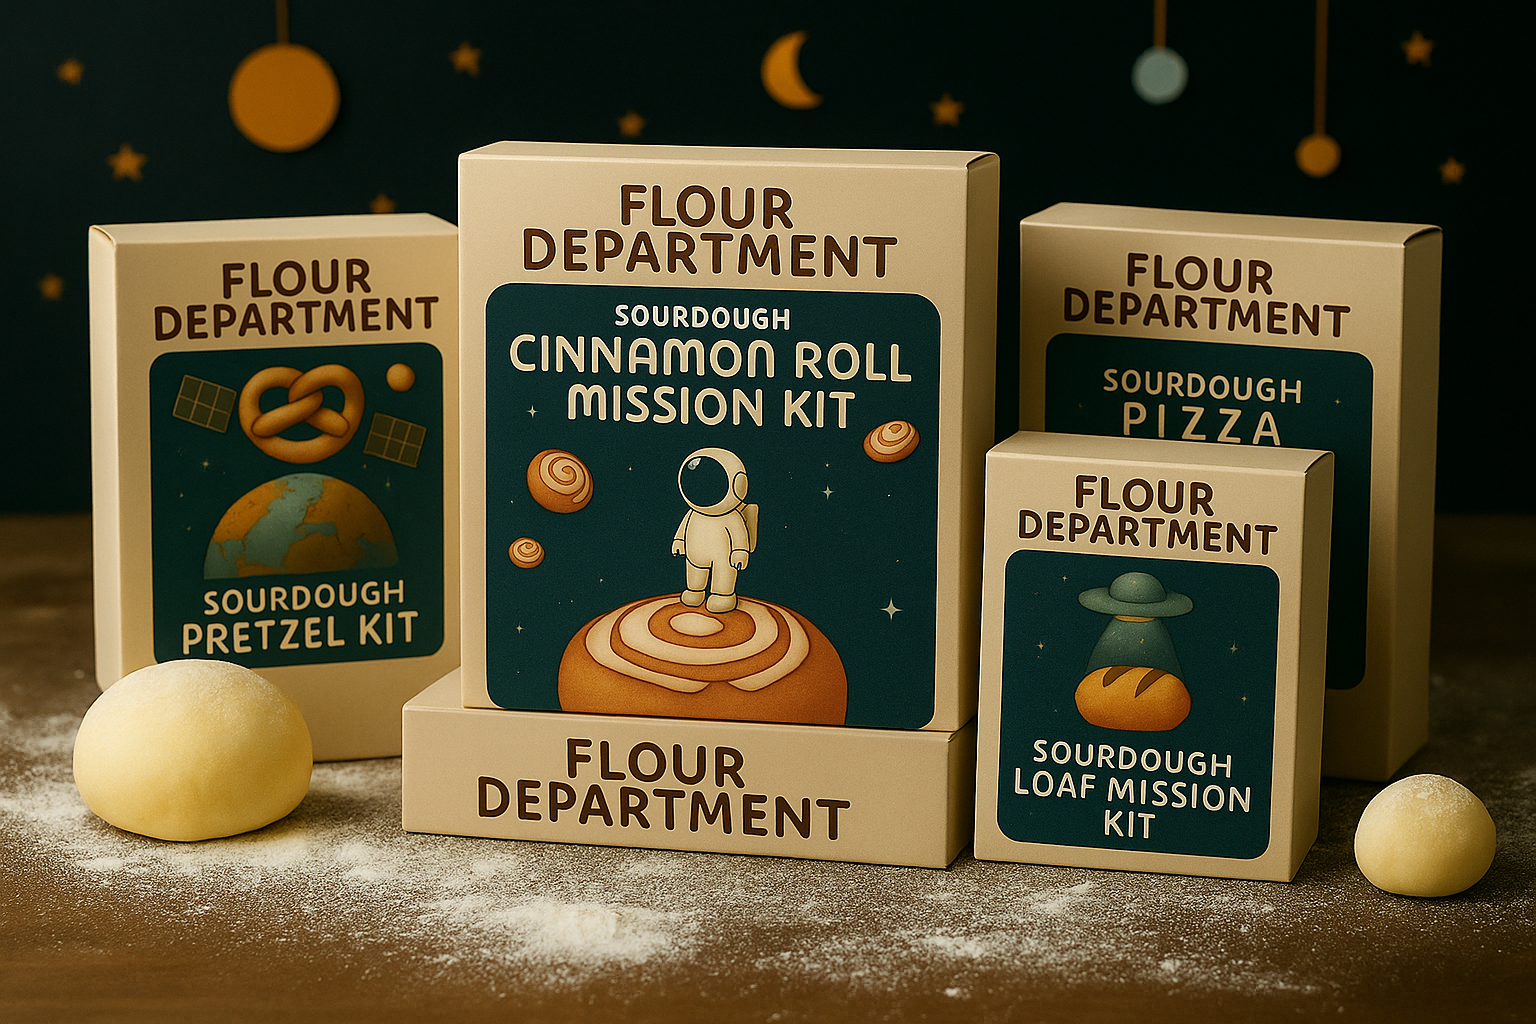 FLOUR
DEPARTMENT
SOURDOUGH
PRETZEL KIT
FLOUR
DEPARTMENT
SOURDOUGH
CINNAMON ROLL
MISSION KIT
FLOUR
DEPARTMENT
FLOUR
DEPARTMENT
SOURDOUGH
PIZZA
FLOUR
DEPARTMENT
SOURDOUGH
LOAF MISSION
KIT